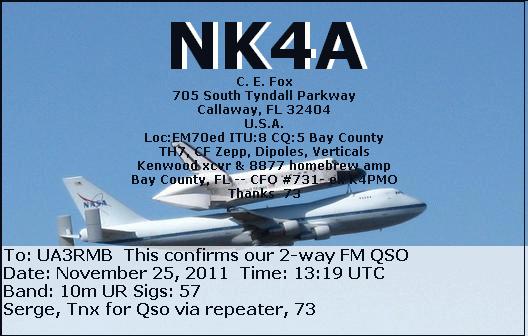 NK4A
C. E. Fox
705 South Tyndall Parkway
Callaway, FL 32404
U.S.A.
Loc:EM70ed ITU:8 CQ:5 Bay County
TH7, CF Zepp, Dipoles, Verticals
Kenwood xcvr & 8877 homebrew amp
Bay County, FL -- CFO #731- ex K4PMO
Thanks 73
NASA
To: UA3RMB This confirms our 2-way FM QSO
Date: November 25, 2011 Time: 13:19 UTC
Band: 10m UR Sigs: 57
Serge, Tnx for Qso via repeater, 73